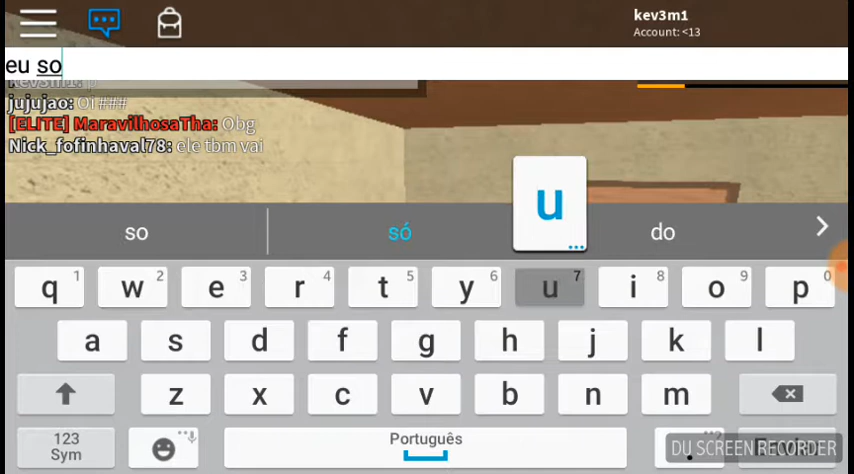 kev3m1
Account: <13
eu so
kev3m1: p
jujujao: Oi ###
[ELITE] MaravilhosaTha: Obg
Nick_fofinhaval78: ele tbm vai
u
so só do
q 1 w 2 e 3 r 4 t 5 y 6 u 7 i 8 o 9 p 0
a s d f g h j k l
z x c v b n m
123
Sym
Português
.
DU SCREEN RECORDER